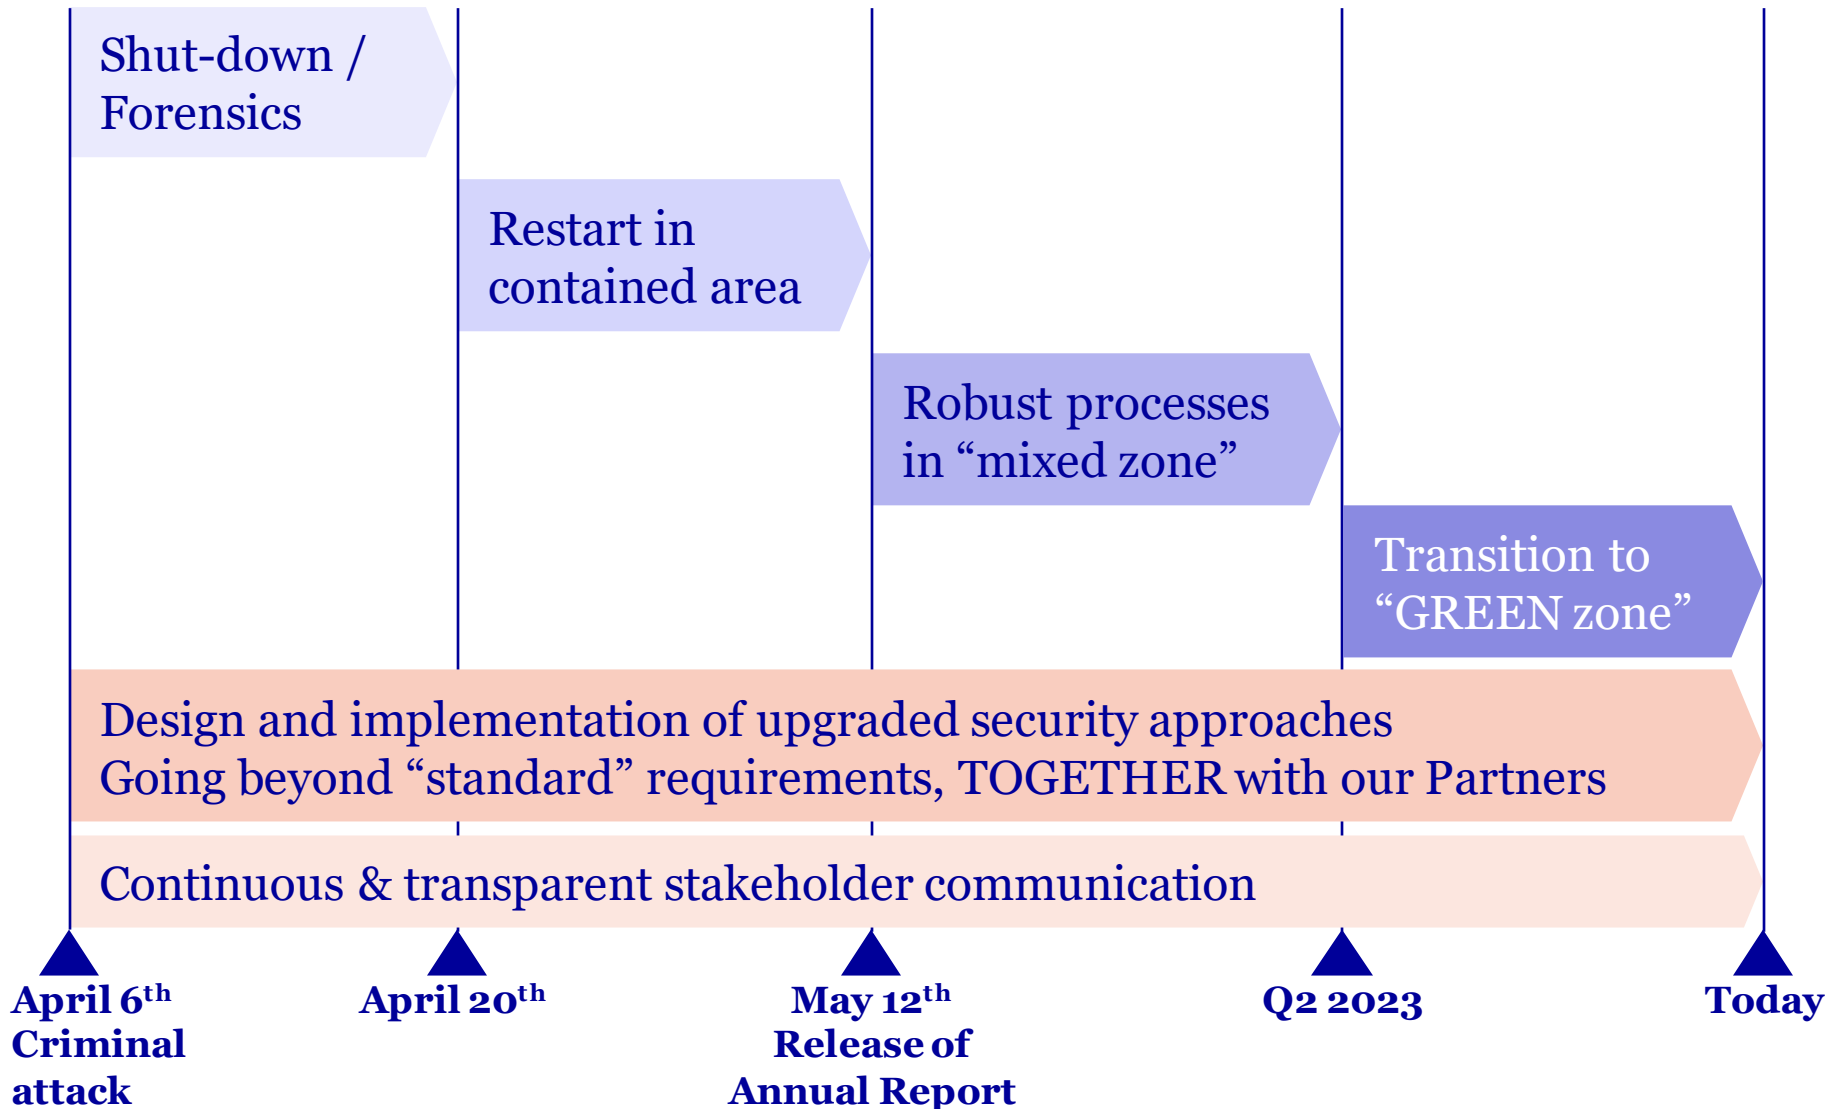 Shut-down /
Forensics
Restart in
contained area
Robust processes
in “mixed zone”
Transition to
“GREEN zone”
Design and implementation of upgraded security approaches
Going beyond “standard” requirements, TOGETHER with our Partners
Continuous & transparent stakeholder communication
April 6th
Criminal
attack
April 20th
May 12th
Release of
Annual Report
Q2 2023
Today